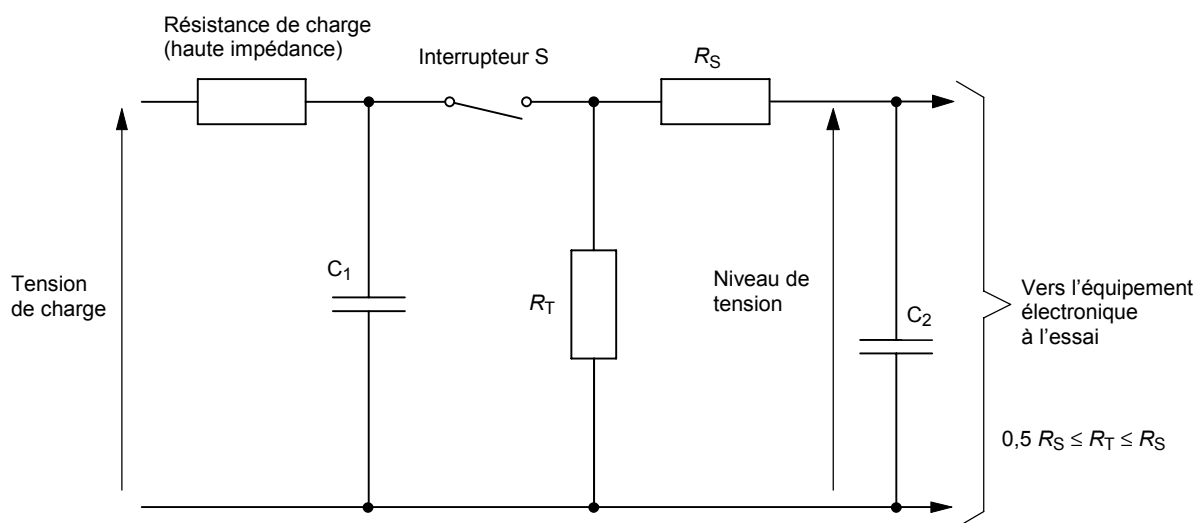 Résistance de charge
(haute impédance)
Interrupteur S
RS
C1
RT
Tension
de charge
Niveau de
tension
C2
Vers l’équipement
électronique
à l’essai
0,5 RS ≤ RT ≤ RS